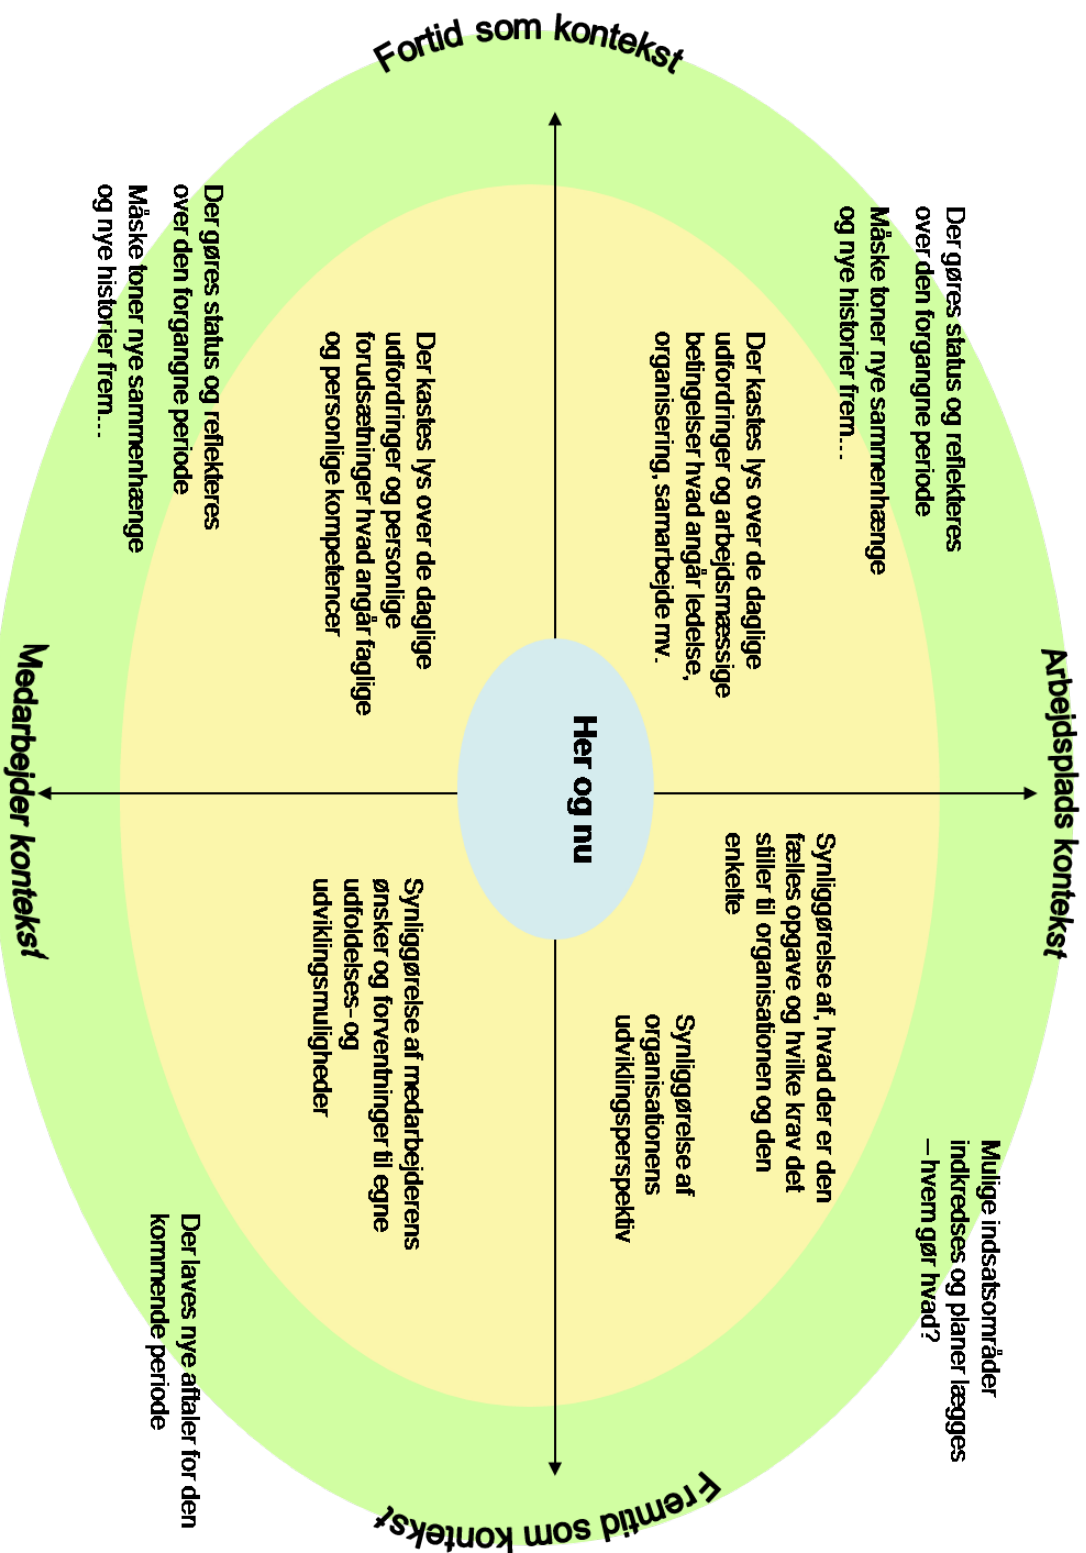 Arbejdsplads kontekst
Der gøres status og reflekteres
over den forgangne periode
Måske toner nye sammenhænge
og nye historier frem...
Mulige indsatsområder
indkredses og planer lægges
– hvem gør hvad?
Der kastes lys over de daglige
udfordringer og arbejdsmæssige
betingelser hvad angår ledelse,
organisering, samarbejde mv.
Synliggørelse af, hvad der er den
fælles opgave og hvilke krav det
stiller til organisationen og den
enkelte
Synliggørelse af
organisationens
udviklingsperspektiv
Fortid som kontekst
Her og nu
Fremtid som kontekst
Der kastes lys over de daglige
udfordringer og personlige
forudsætninger hvad angår faglige
og personlige kompetencer
Synliggørelse af medarbejderens
ønsker og forventninger til egne
udfoldelses- og
udviklingsmuligheder
Der gøres status og reflekteres
over den forgangne periode
Måske toner nye sammenhænge
og nye historier frem...
Der laves nye aftaler for den
kommende periode
Medarbejder kontekst